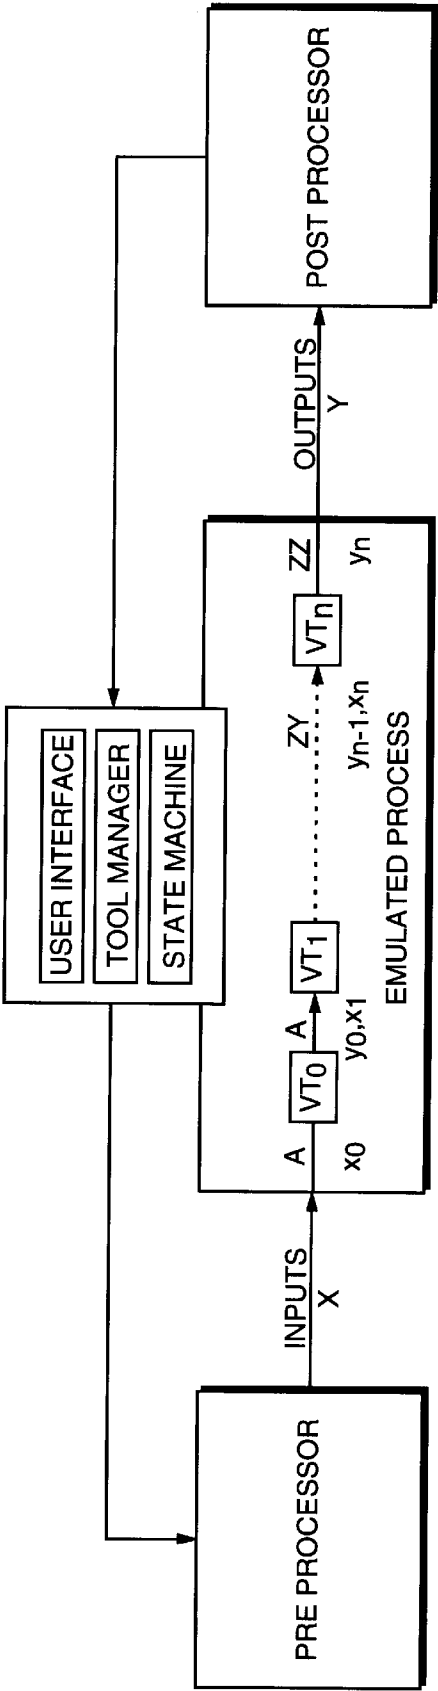 USER INTERFACE
TOOL MANAGER
STATE MACHINE
PRE PROCESSOR
INPUTS
X
A
x0
VT0
A
y0,x1
VT1
ZY
yn-1,xn
VTn
ZZ
yn
EMULATED PROCESS
OUTPUTS
Y
POST PROCESSOR